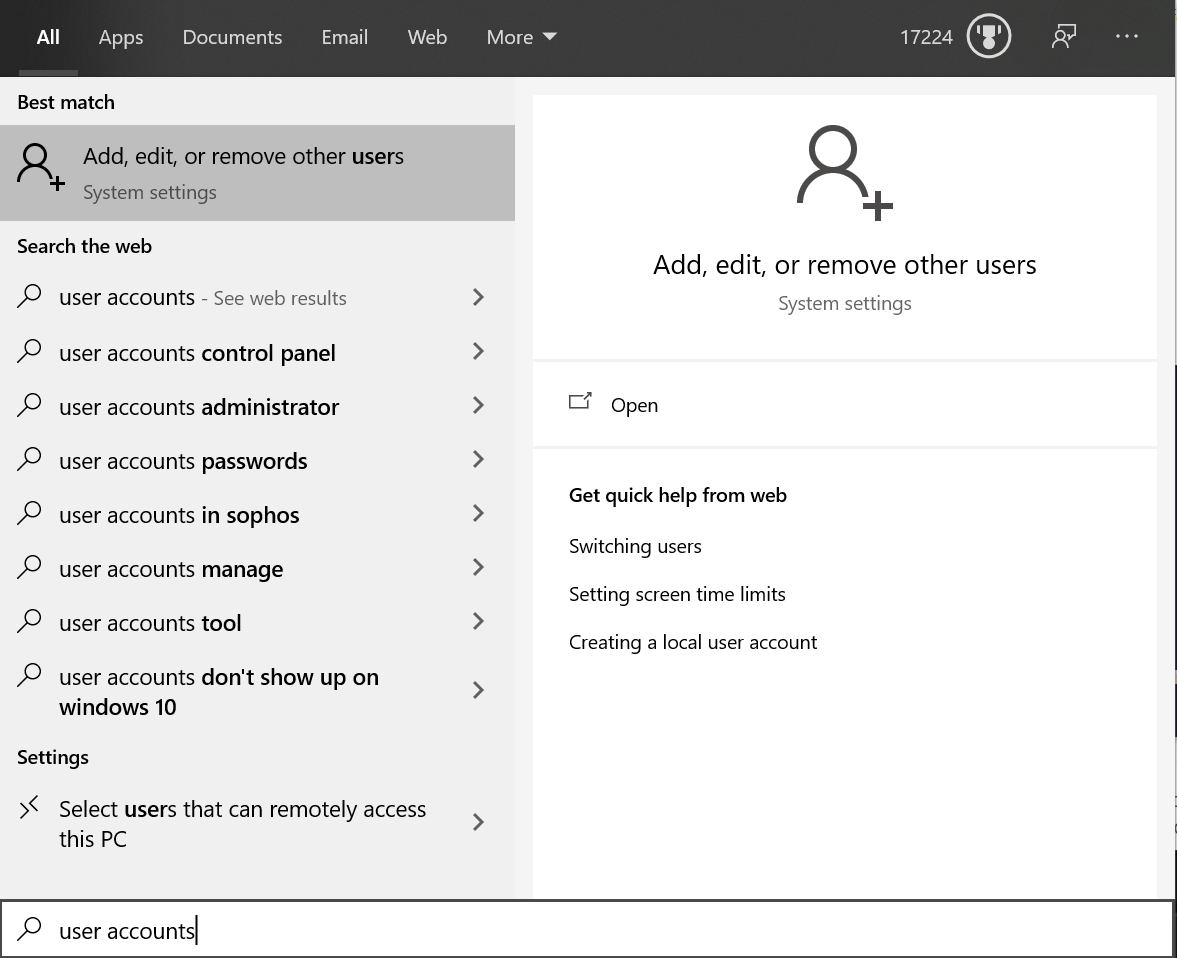 All Apps Documents Email Web More 17224
Best match
Add, edit, or remove other users
System settings
Search the web
user accounts - See web results
user accounts control panel
user accounts administrator
user accounts passwords
user accounts in sophos
user accounts manage
user accounts tool
user accounts don't show up on
windows 10
Settings
Select users that can remotely access
this PC
Add, edit, or remove other users
System settings
Open
Get quick help from web
Switching users
Setting screen time limits
Creating a local user account
user accounts